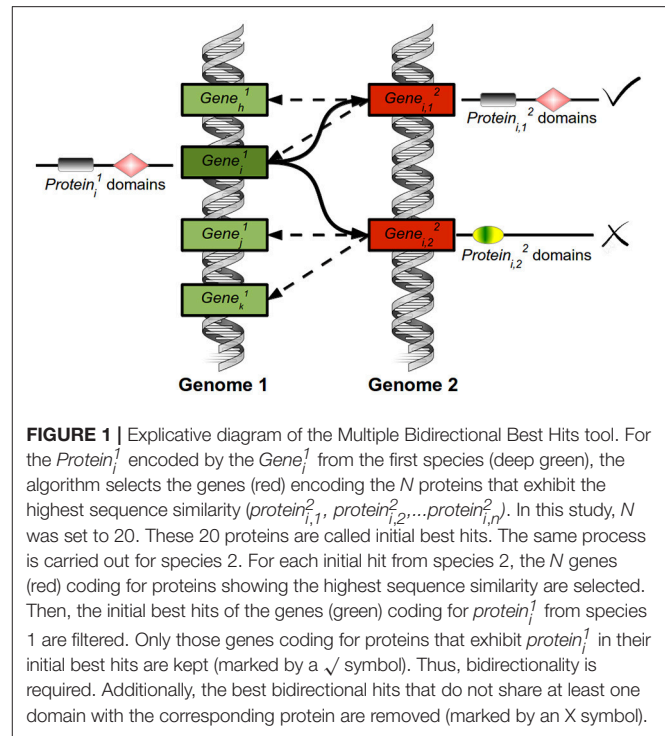 Gene_h^1
Gene_{i,1}^2
Protein_{i,1}^2 domains
√
Gene_i^1
Protein_i^1 domains
Gene_j^1
Gene_{i,2}^2
Protein_{i,2}^2 domains
X
Gene_k^1
Genome 1
Genome 2
FIGURE 1 | Explicative diagram of the Multiple Bidirectional Best Hits tool. For
the Protein_i^1 encoded by the Gene_i^1 from the first species (deep green), the
algorithm selects the genes (red) encoding the N proteins that exhibit the
highest sequence similarity (protein_{i,1}^2, protein_{i,2}^2,...protein_{i,n}^2). In this study, N
was set to 20. These 20 proteins are called initial best hits. The same process
is carried out for species 2. For each initial hit from species 2, the N genes
(red) coding for proteins showing the highest sequence similarity are selected.
Then, the initial best hits of the genes (green) coding for protein_i^1 from species
1 are filtered. Only those genes coding for proteins that exhibit protein_i^1 in their
initial best hits are kept (marked by a √ symbol). Thus, bidirectionality is
required. Additionally, the best bidirectional hits that do not share at least one
domain with the corresponding protein are removed (marked by an X symbol).